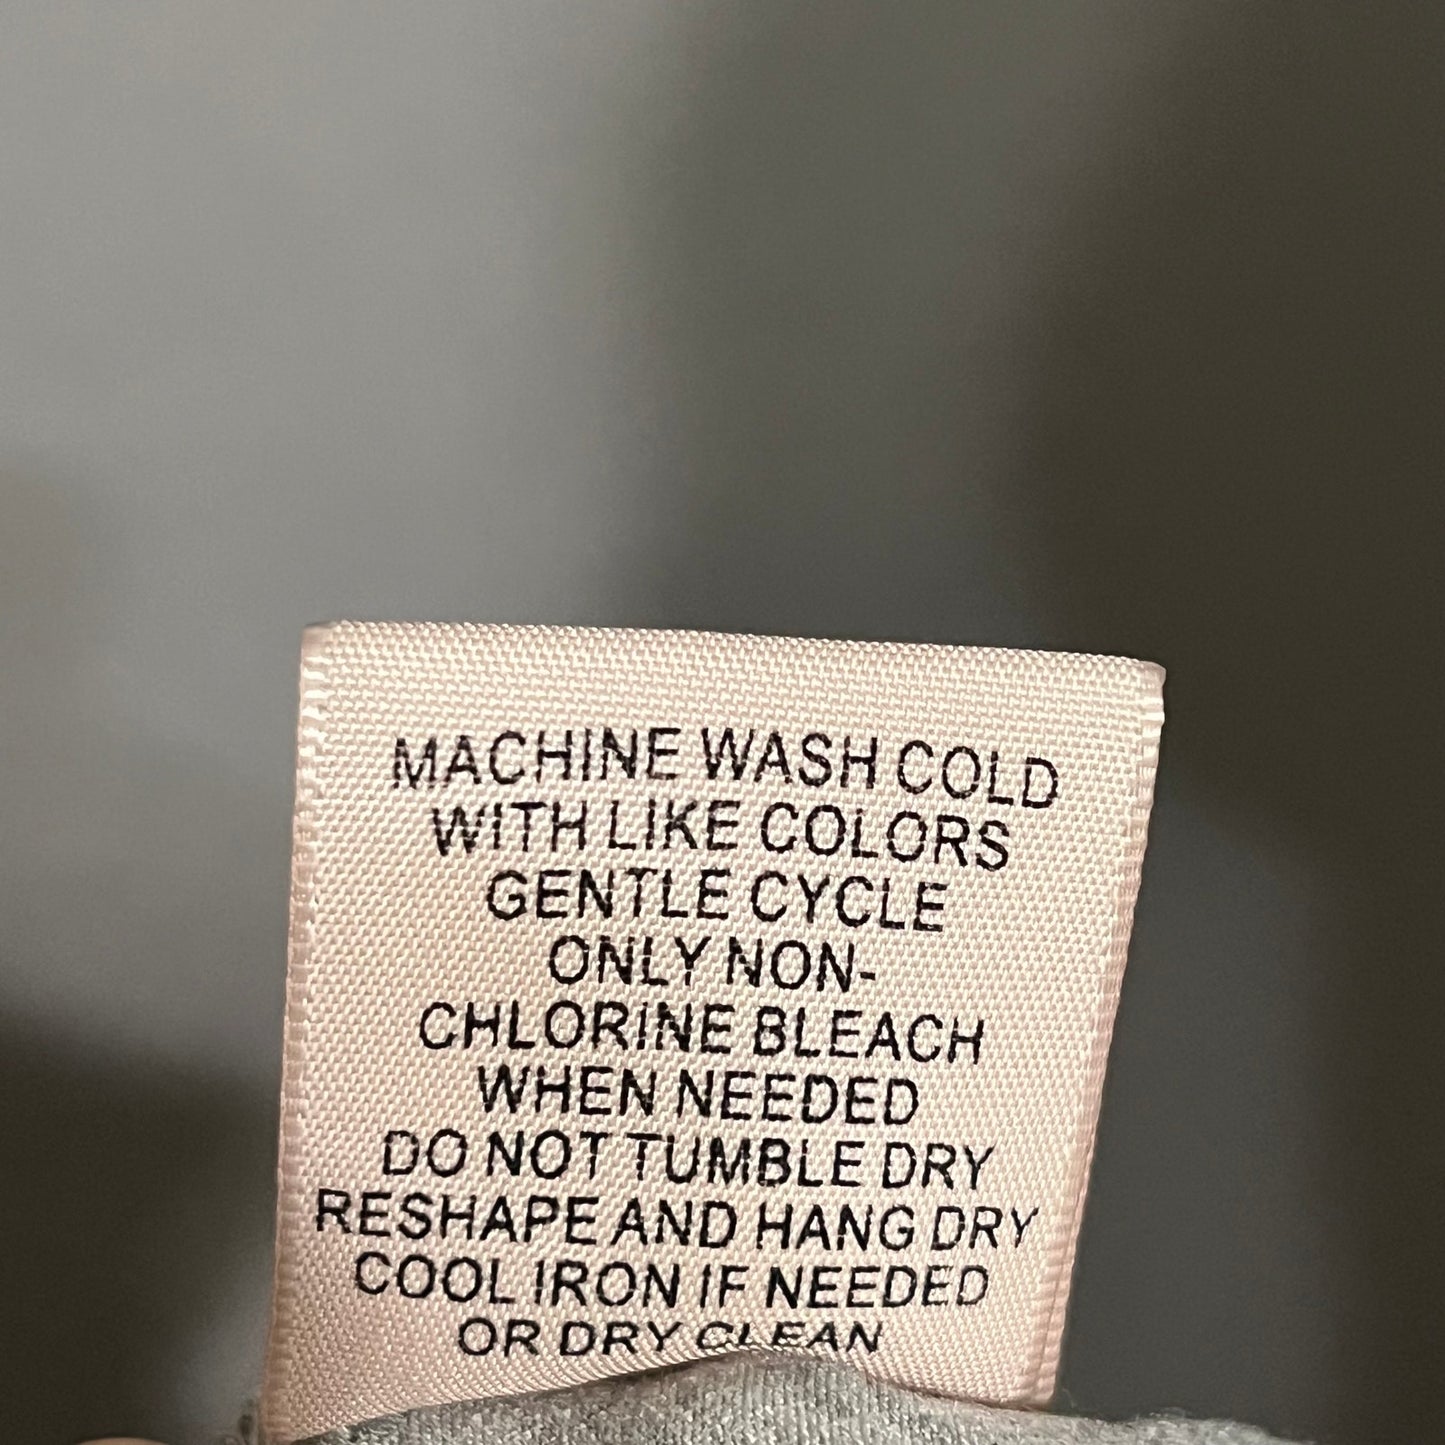 MACHINE WASH COLD
WITH LIKE COLORS
GENTLE CYCLE
ONLY NON-
CHLORINE BLEACH
WHEN NEEDED
DO NOT TUMBLE DRY
RESHAPE AND HANG DRY
COOL IRON IF NEEDED
OR DRY CLEAN